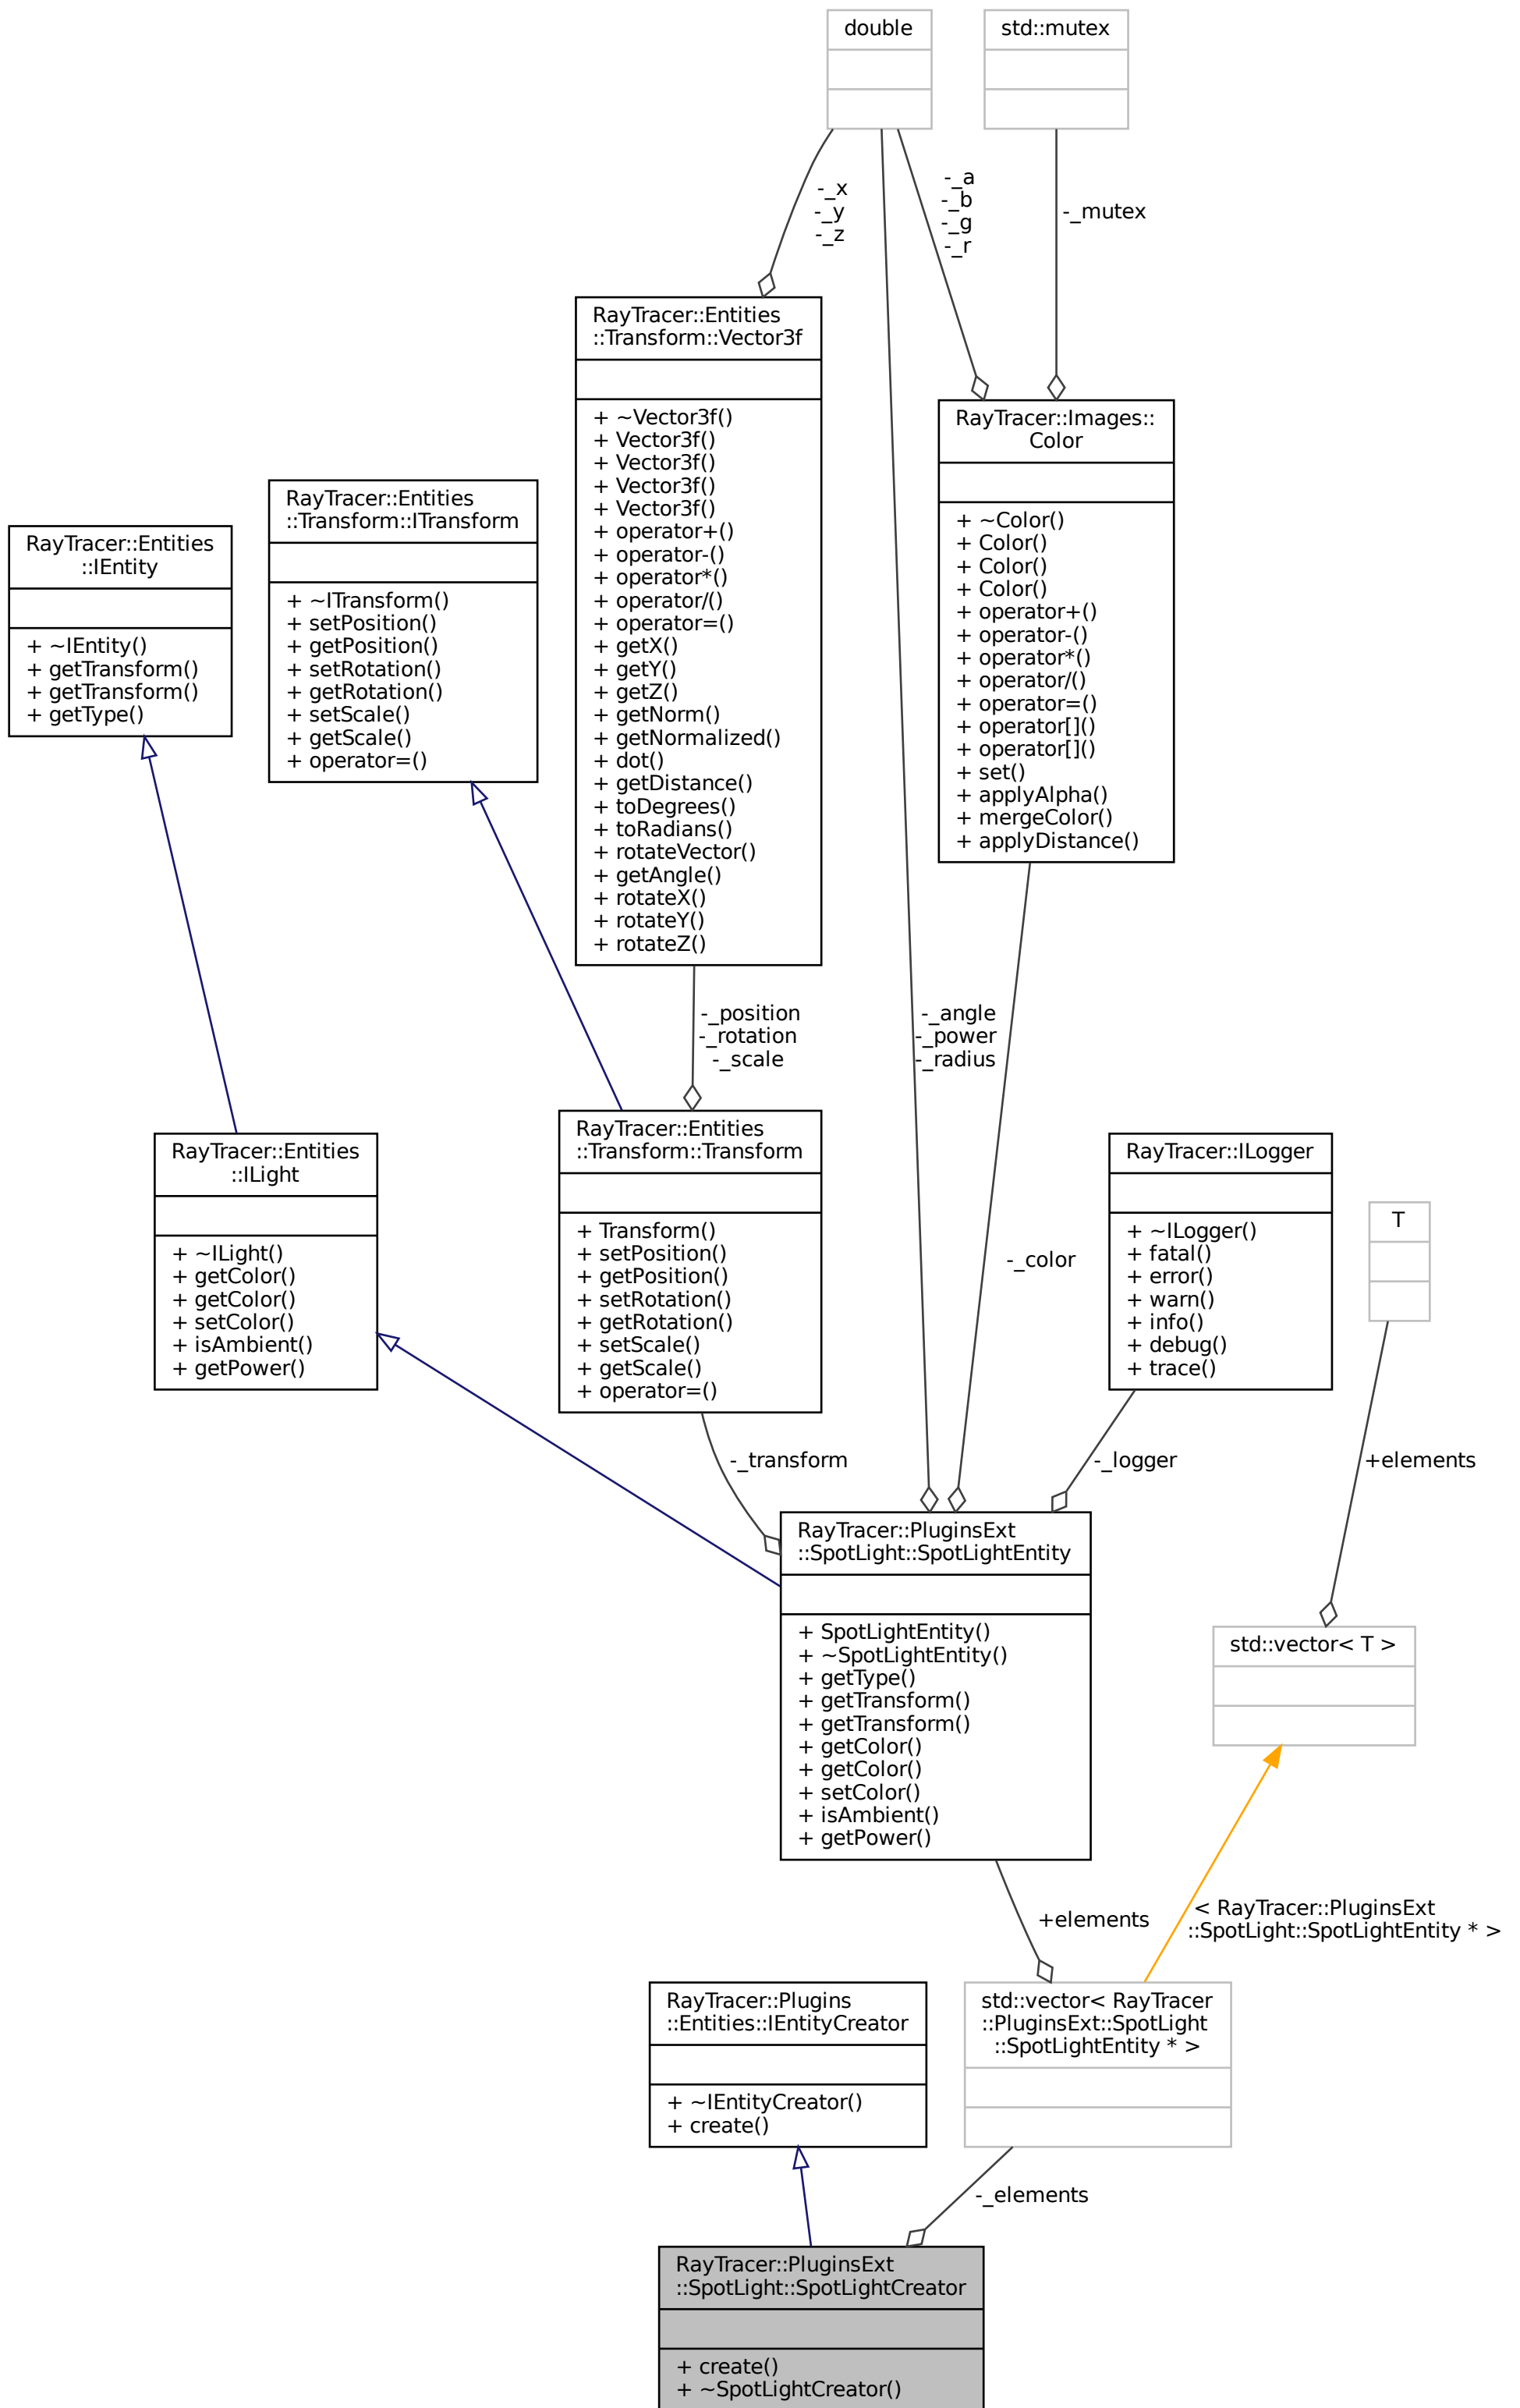 double
std::mutex
-_x
-_y
-_z
-_a
-_b
-_g
-_r
-_mutex
RayTracer::Entities
::Transform::Vector3f
+ ~Vector3f()
+ Vector3f()
+ Vector3f()
+ Vector3f()
+ Vector3f()
+ operator+()
+ operator-()
+ operator*()
+ operator/()
+ operator=()
+ getX()
+ getY()
+ getZ()
+ getNorm()
+ getNormalized()
+ dot()
+ getDistance()
+ toDegrees()
+ toRadians()
+ rotateVector()
+ getAngle()
+ rotateX()
+ rotateY()
+ rotateZ()
RayTracer::Images::
Color
+ ~Color()
+ Color()
+ Color()
+ Color()
+ operator+()
+ operator-()
+ operator*()
+ operator/()
+ operator=()
+ operator[]()
+ operator[]()
+ set()
+ applyAlpha()
+ mergeColor()
+ applyDistance()
RayTracer::Entities
::Transform::ITransform
+ ~ITransform()
+ setPosition()
+ getPosition()
+ setRotation()
+ getRotation()
+ setScale()
+ getScale()
+ operator=()
RayTracer::Entities
::IEntity
+ ~IEntity()
+ getTransform()
+ getTransform()
+ getType()
-_position
-_rotation
-_scale
-_angle
-_power
-_radius
RayTracer::Entities
::ILight
+ ~ILight()
+ getColor()
+ getColor()
+ setColor()
+ isAmbient()
+ getPower()
RayTracer::Entities
::Transform::Transform
+ Transform()
+ setPosition()
+ getPosition()
+ setRotation()
+ getRotation()
+ setScale()
+ getScale()
+ operator=()
-_color
RayTracer::ILogger
+ ~ILogger()
+ fatal()
+ error()
+ warn()
+ info()
+ debug()
+ trace()
T
-_transform
-_logger
+elements
RayTracer::PluginsExt
::SpotLight::SpotLightEntity
+ SpotLightEntity()
+ ~SpotLightEntity()
+ getType()
+ getTransform()
+ getTransform()
+ getColor()
+ getColor()
+ setColor()
+ isAmbient()
+ getPower()
std::vector< T >
+elements
< RayTracer::PluginsExt
::SpotLight::SpotLightEntity * >
RayTracer::Plugins
::Entities::IEntityCreator
+ ~IEntityCreator()
+ create()
std::vector< RayTracer
::PluginsExt::SpotLight
::SpotLightEntity * >
-_elements
RayTracer::PluginsExt
::SpotLight::SpotLightCreator
+ create()
+ ~SpotLightCreator()